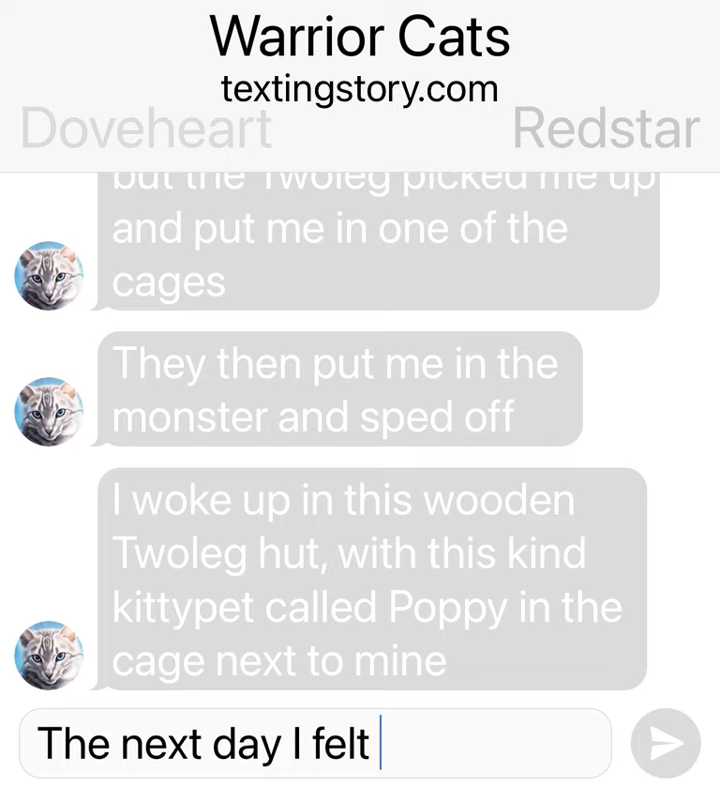 Warrior Cats
textingstory.com
Doveheart Redstar
but the Twoleg picked me up
and put me in one of the
cages
They then put me in the
monster and sped off
I woke up in this wooden
Twoleg hut, with this kind
kittypet called Poppy in the
cage next to mine
The next day I felt